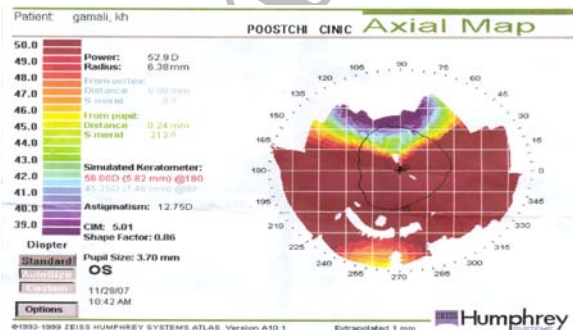 Patient: gamali, kh
POOSTCHI CINIC Axial Map
50.0
49.0
48.0
47.0
46.0
45.0
44.0
43.0
42.0
41.0
40.0
39.0
Diopter
Standard
AutoSize
Custom
Options
Power: 52.9 D
Radius: 6.38 mm
From vertex:
Distance 0.00 mm
S merid 0°
From pupil:
Distance 0.24 mm
S merid 213°
Simulated Keratometer:
58.00D (5.82 mm) @180
45.25D (7.46 mm) @90
Astigmatism: 12.75D
CIM: 5.01
Shape Factor: 0.86
Pupil Size: 3.70 mm
OS
11/28/07
10:42 AM
105 90 75
120 60
135 45
150 30
165 15
180 0
195 345
210 330
225 315
240 300
255 270 285
©1993-1999 ZEISS HUMPHREY SYSTEMS ATLAS Version A10.1
Extrapolated 1 mm
ZEISS Humphrey
SYSTEMS